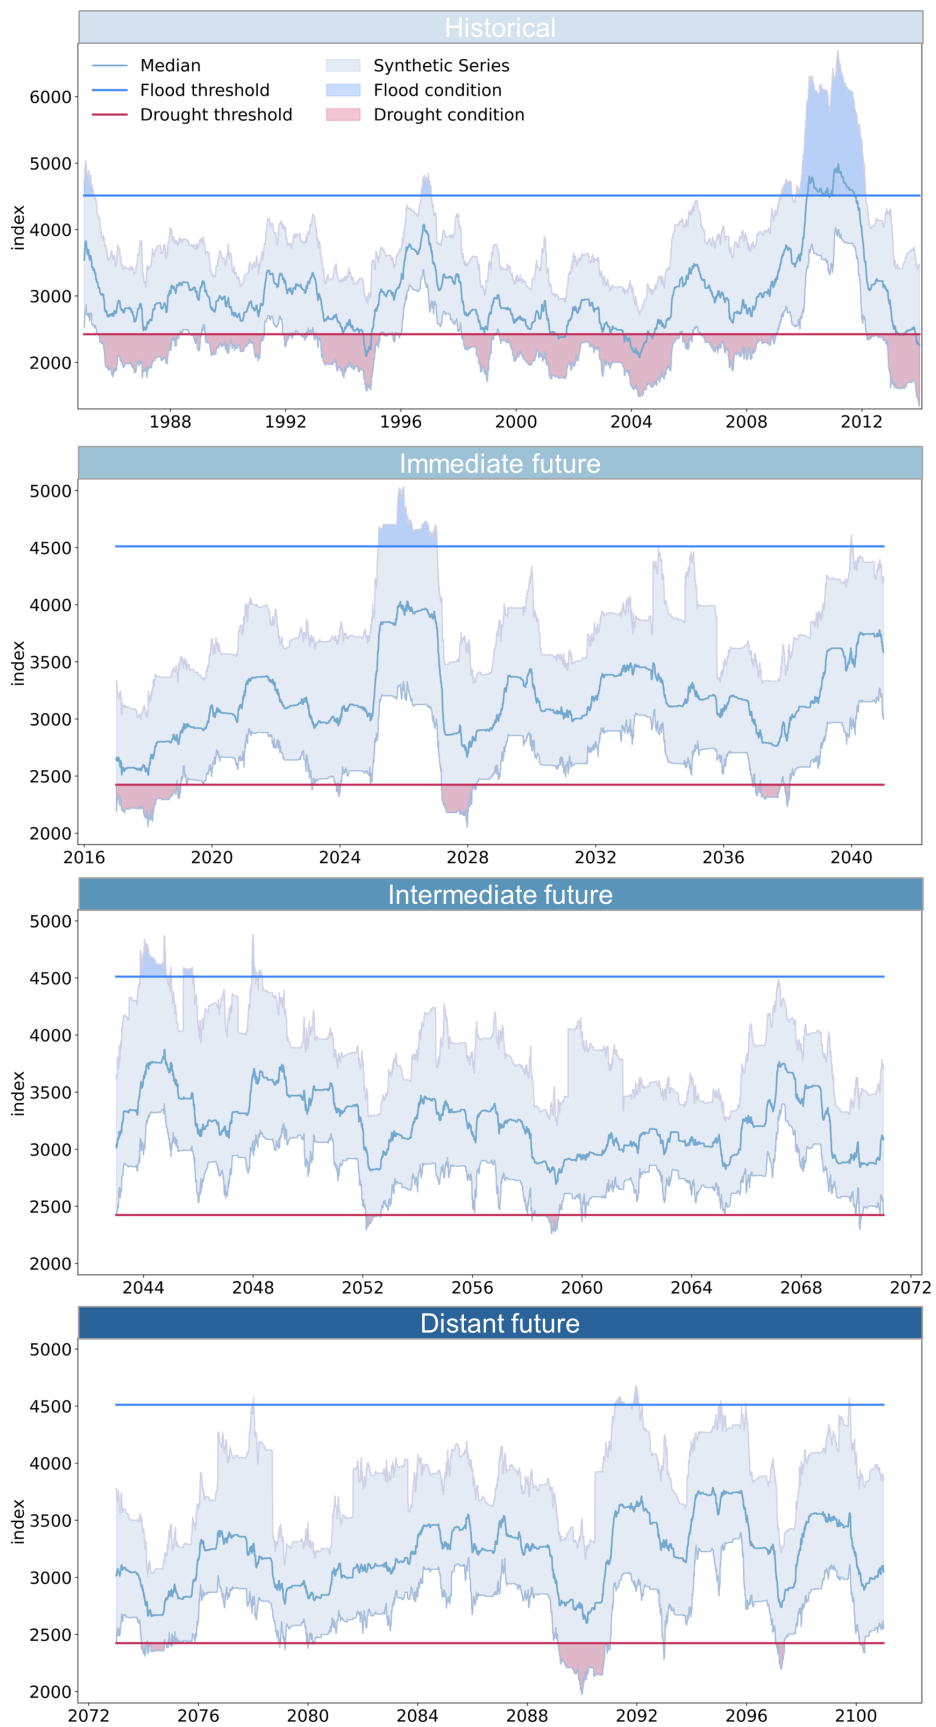 Historical
Median
Synthetic Series
Flood threshold
Flood condition
Drought threshold
Drought condition
6000
5000
4000
3000
2000
index
1988 1992 1996 2000 2004 2008 2012
Immediate future
5000
4500
4000
3500
3000
2500
2000
index
2016 2020 2024 2028 2032 2036 2040
Intermediate future
5000
4500
4000
3500
3000
2500
2000
index
2044 2048 2052 2056 2060 2064 2068 2072
Distant future
5000
4500
4000
3500
3000
2500
2000
index
2072 2076 2080 2084 2088 2092 2096 2100